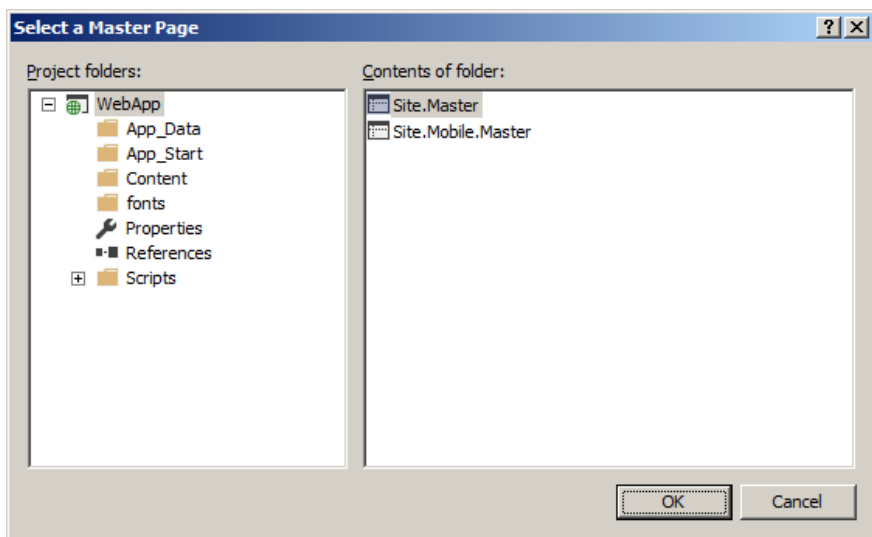 Select a Master Page
Project folders:
WebApp
App_Data
App_Start
Content
fonts
Properties
References
Scripts
Contents of folder:
Site.Master
Site.Mobile.Master
OK
Cancel